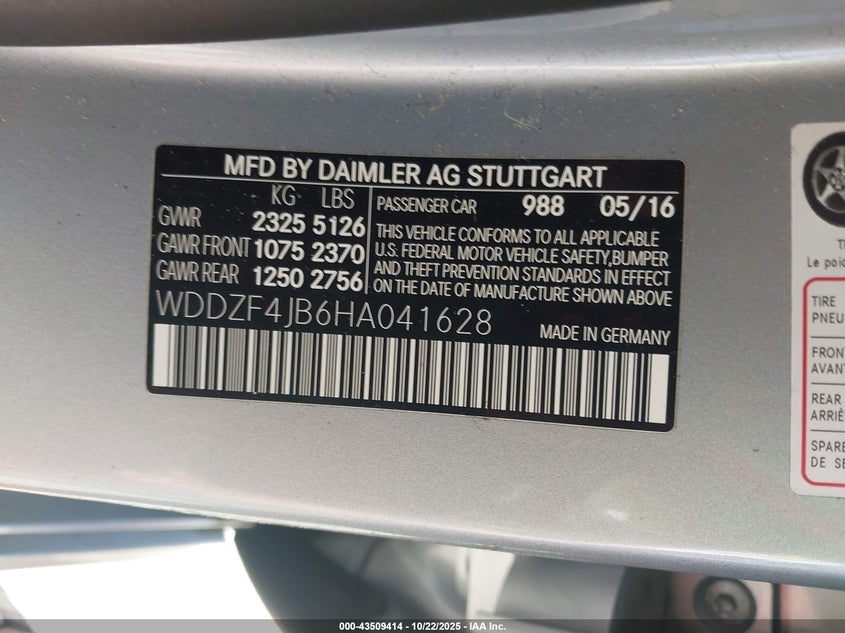 MFD BY DAIMLER AG STUTTGART
KG LBS
GVWR 2325 5126
GAWR FRONT 1075 2370
GAWR REAR 1250 2756
PASSENGER CAR 988 05/16
THIS VEHICLE CONFORMS TO ALL APPLICABLE
U.S. FEDERAL MOTOR VEHICLE SAFETY,BUMPER
AND THEFT PREVENTION STANDARDS IN EFFECT
ON THE DATE OF MANUFACTURE SHOWN ABOVE
WDDZF4JB6HA041628
MADE IN GERMANY
Le poi
TIRE
PNEU
FRON
AVANT
REAR
ARRIÈ
SPARE
DE SE
000-43509414 - 10/22/2025 - IAA Inc.